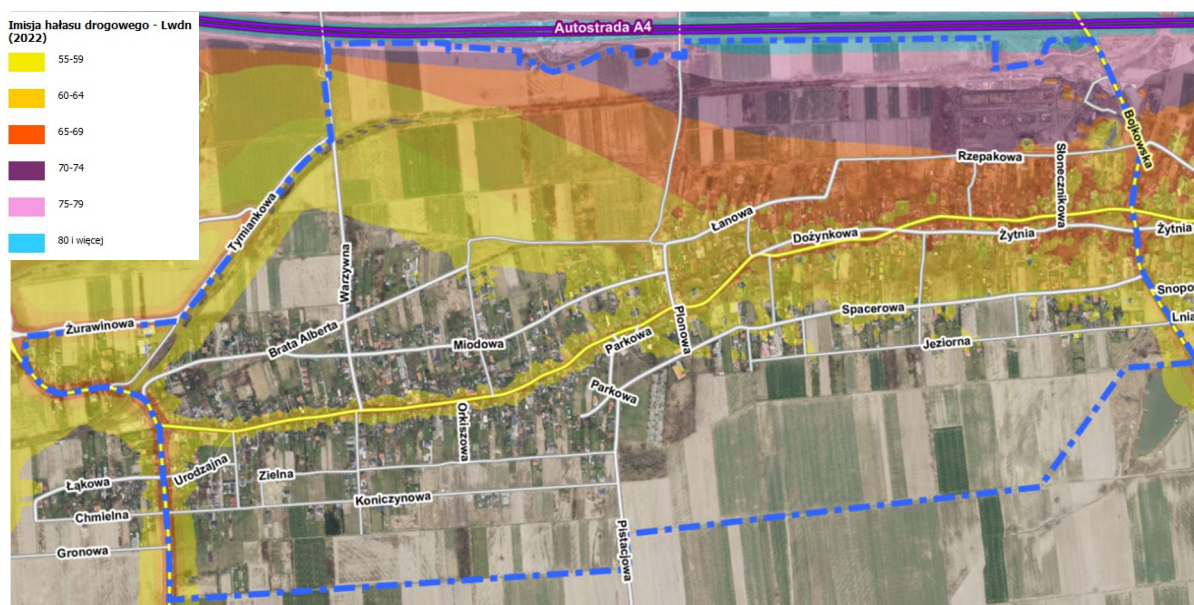 Imisja hałasu drogowego - Lwdn
(2022)
55-59
60-64
65-69
70-74
75-79
80 i więcej
Autostrada A4
Bojkowska
Rzepakowa
Słonecznikowa
Tymiankowa
Łanowa
Dożynkowa
Żytnia
Żytnia
Warzywna
Snopo
Spacerowa
Żurawinowa
Plonowa
Lnia
Brata Alberta
Miodowa
Parkowa
Jeziorna
Parkowa
Orkiszowa
Urodzajna
Zielna
Łąkowa
Koniczynowa
Chmielna
Gronowa
Pistacjowa